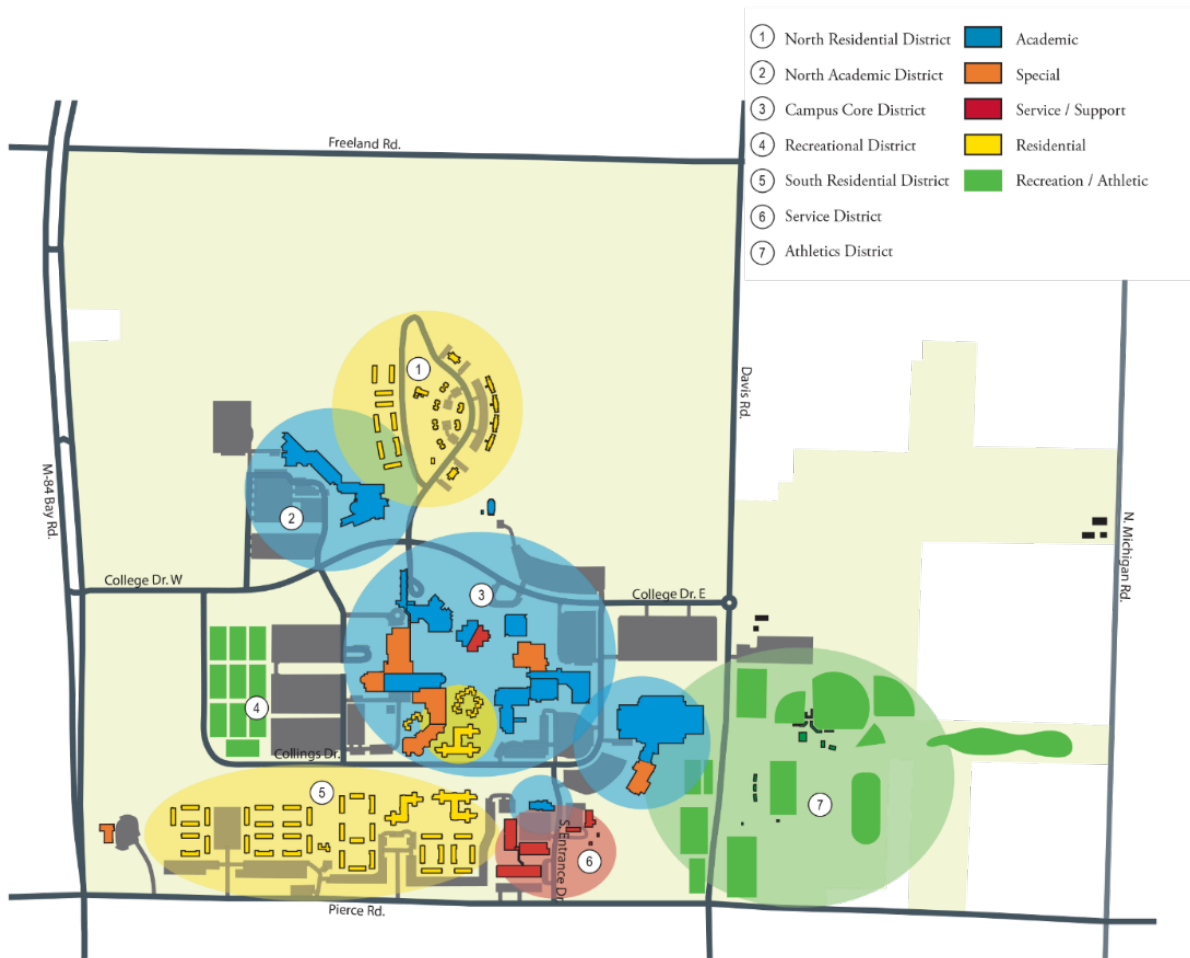 1 North Residential District
Academic
2 North Academic District
Special
3 Campus Core District
Service / Support
4 Recreational District
Residential
5 South Residential District
Recreation / Athletic
6 Service District
7 Athletics District
Freeland Rd.
1
Davis Rd.
M-84 Bay Rd.
2
N. Michigan Rd.
College Dr. W
3
College Dr. E
4
Collings Dr.
5
7
S. Entrance Dr.
6
Pierce Rd.